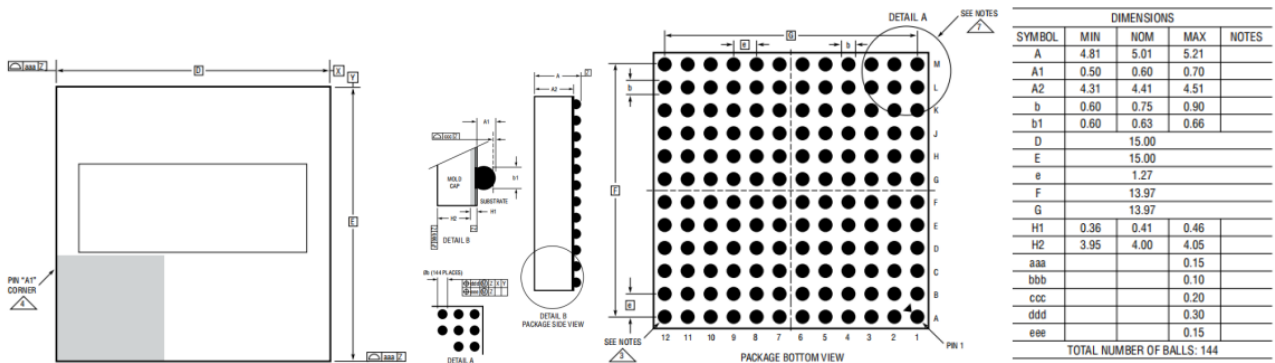 aaa Z
D
X
Y
E
PIN "A1"
CORNER
4
aaa Z
A
Z
A2
A1
ccc Z
MOLD
CAP
b1
SUBSTRATE
H1
H2
DETAIL B
Øb (144 PLACES)
DETAIL A
DETAIL B
PACKAGE SIDE VIEW
DETAIL A
SEE NOTES
7
G
e
b
b
F
e
M
L
K
J
H
G
F
E
D
C
B
A
12 11 10 9 8 7 6 5 4 3 2 1
SEE NOTES
3
PIN 1
PACKAGE BOTTOM VIEW
DIMENSIONS
SYMBOL MIN NOM MAX NOTES
A 4.81 5.01 5.21
A1 0.50 0.60 0.70
A2 4.31 4.41 4.51
b 0.60 0.75 0.90
b1 0.60 0.63 0.66
D 15.00
E 15.00
e 1.27
F 13.97
G 13.97
H1 0.36 0.41 0.46
H2 3.95 4.00 4.05
aaa 0.15
bbb 0.10
ccc 0.20
ddd 0.30
eee 0.15
TOTAL NUMBER OF BALLS: 144